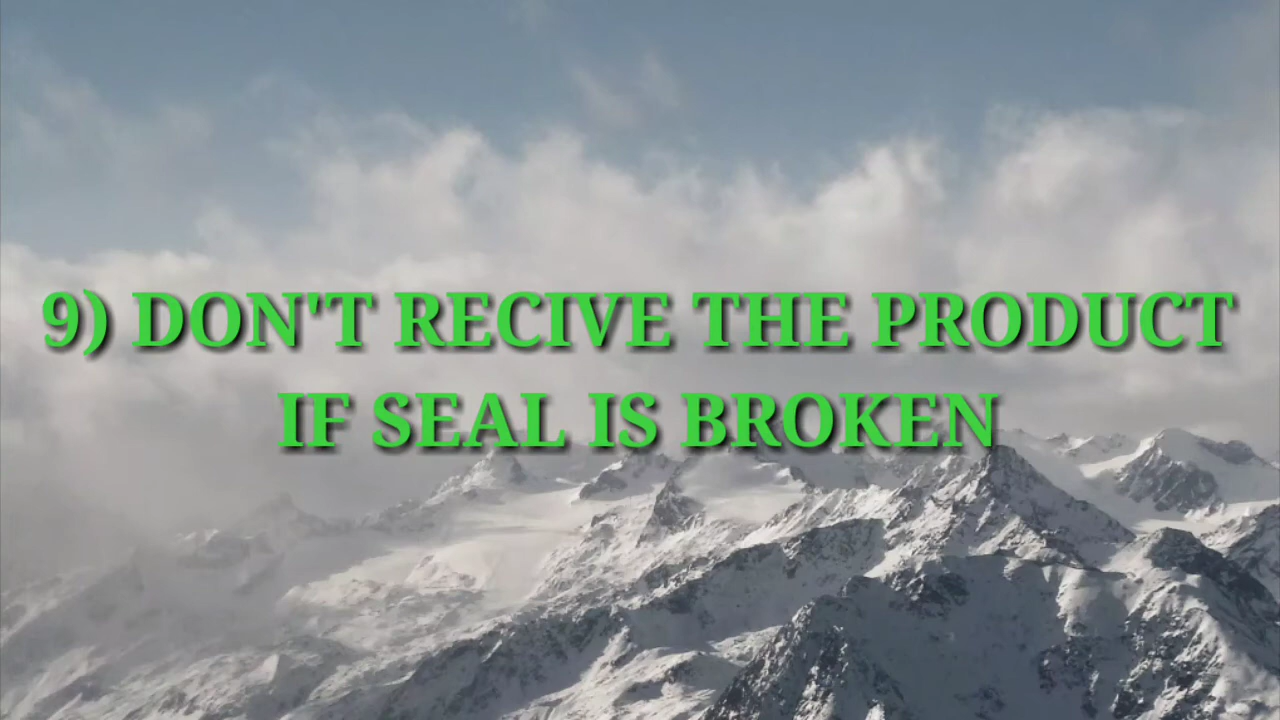 9) DON'T RECIVE THE PRODUCT
IF SEAL IS BROKEN